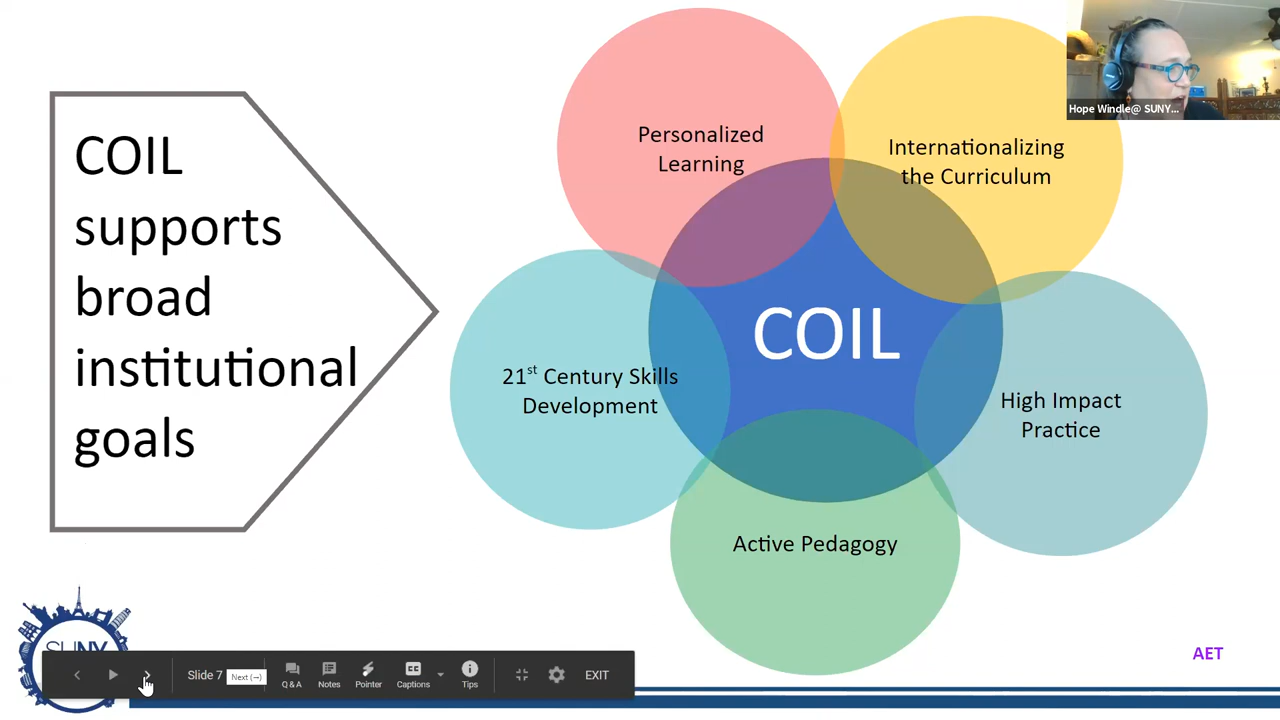 COIL
supports
broad
institutional
goals
Personalized
Learning
Internationalizing
the Curriculum
COIL
21st Century Skills
Development
High Impact
Practice
Active Pedagogy
Hope Windle@ SUNY...
AET
SUNY
Slide 7
Next (→)
Q & A
Notes
Pointer
CC
Captions
Tips
EXIT